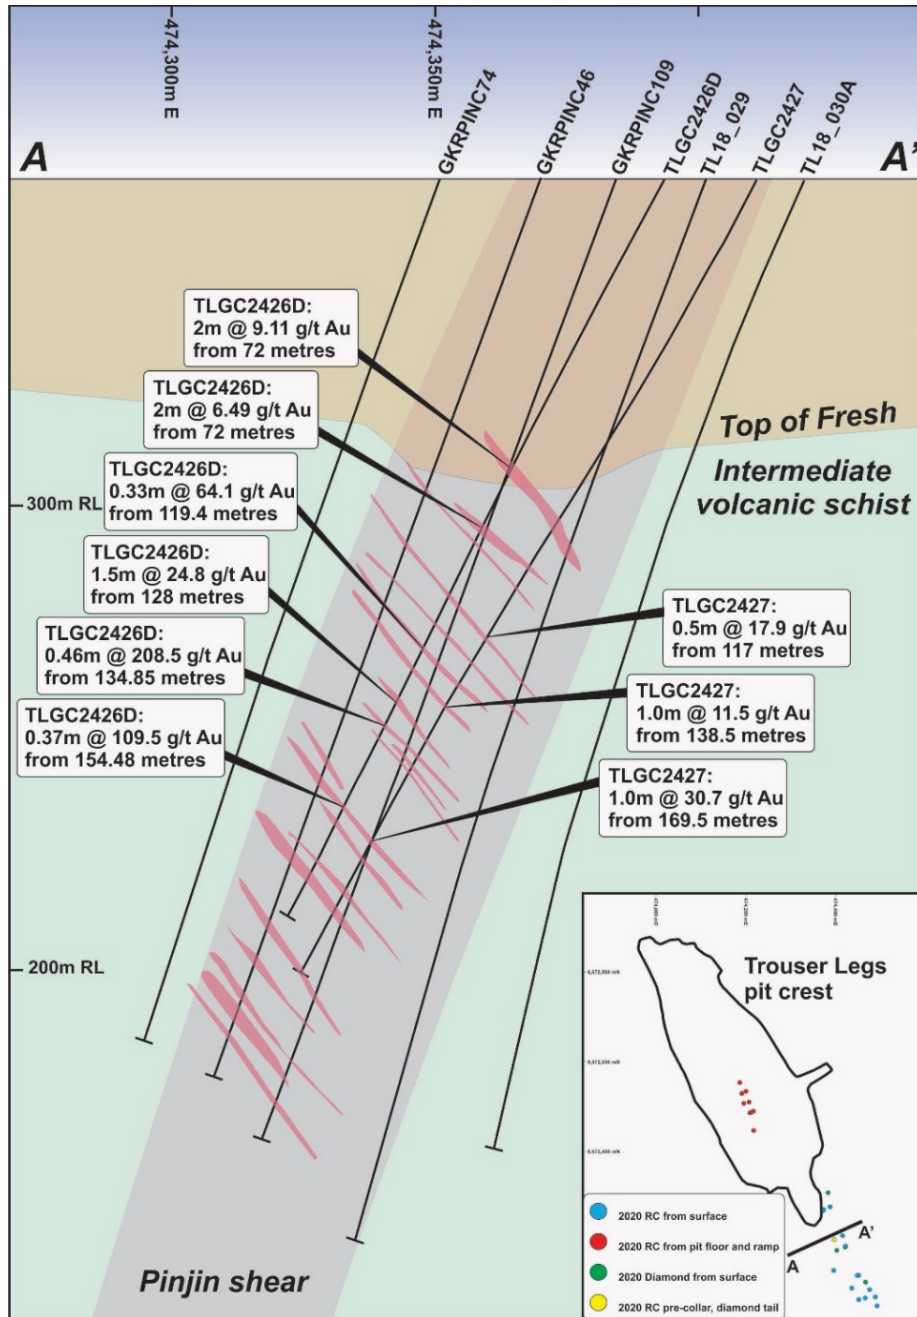 474,300m E
474,350m E
A
A'
GKRPINC74
GKRPINC46
GKRPINC109
TLGC2426D
TL18_029
TLGC2427
TL18_030A
TLGC2426D:
2m @ 9.11 g/t Au
from 72 metres
TLGC2426D:
2m @ 6.49 g/t Au
from 72 metres
TLGC2426D:
0.33m @ 64.1 g/t Au
from 119.4 metres
TLGC2426D:
1.5m @ 24.8 g/t Au
from 128 metres
TLGC2426D:
0.46m @ 208.5 g/t Au
from 134.85 metres
TLGC2426D:
0.37m @ 109.5 g/t Au
from 154.48 metres
Top of Fresh
Intermediate
volcanic schist
300m RL
TLGC2427:
0.5m @ 17.9 g/t Au
from 117 metres
TLGC2427:
1.0m @ 11.5 g/t Au
from 138.5 metres
TLGC2427:
1.0m @ 30.7 g/t Au
from 169.5 metres
200m RL
Pinjin shear
Trouser Legs
pit crest
A'
A
2020 RC from surface
2020 RC from pit floor and ramp
2020 Diamond from surface
2020 RC pre-collar, diamond tail